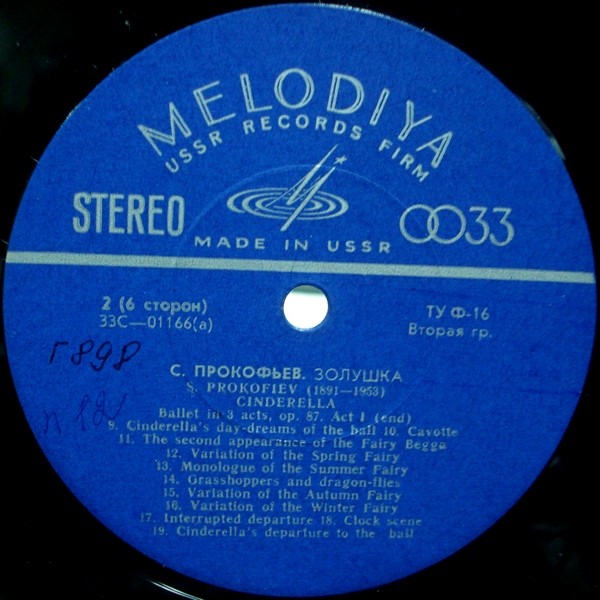 MELODIYA
USSR RECORDS FIRM
STEREO
33
MADE IN USSR
2 (6 сторон)
33С—01166(а)
ТУ Ф-16
Вторая гр.
Г898
С. ПРОКОФЬЕВ. ЗОЛУШКА
S. PROKOFIEV (1891—1953)
CINDERELLA
Ballet in 3 acts, op. 87. Act 1 (end)
9. Cinderella's day-dreams of the ball 10. Cavotte
11. The second appearance of the Fairy Begga
12. Variation of the Spring Fairy
13. Monologue of the Summer Fairy
14. Grasshoppers and dragon-flies
15. Variation of the Autumn Fairy
16. Variation of the Winter Fairy
17. Interrupted departure 18. Clock scene
19. Cinderella's departure to the ball